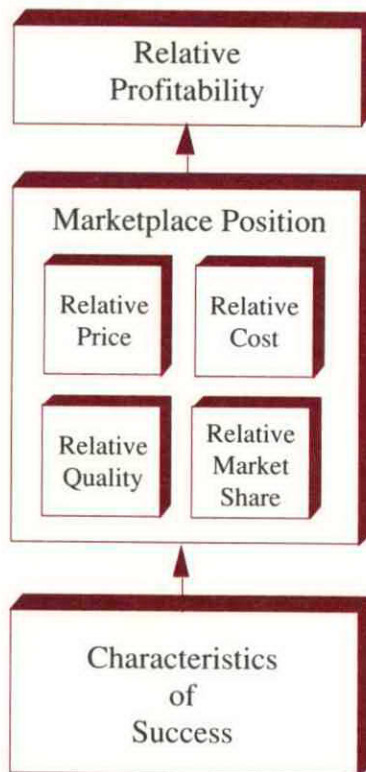 Relative
Profitability
Marketplace Position
Relative
Price
Relative
Cost
Relative
Quality
Relative
Market
Share
Characteristics
of
Success